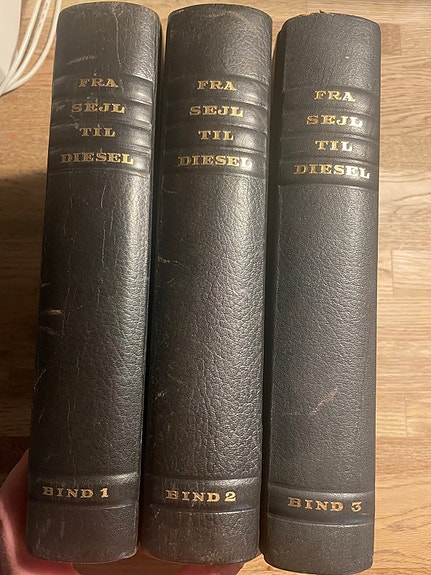 FRA
SEJL
TIL
DIESEL
BIND 1
FRA
SEJL
TIL
DIESEL
BIND 2
FRA
SEJL
TIL
DIESEL
BIND 3